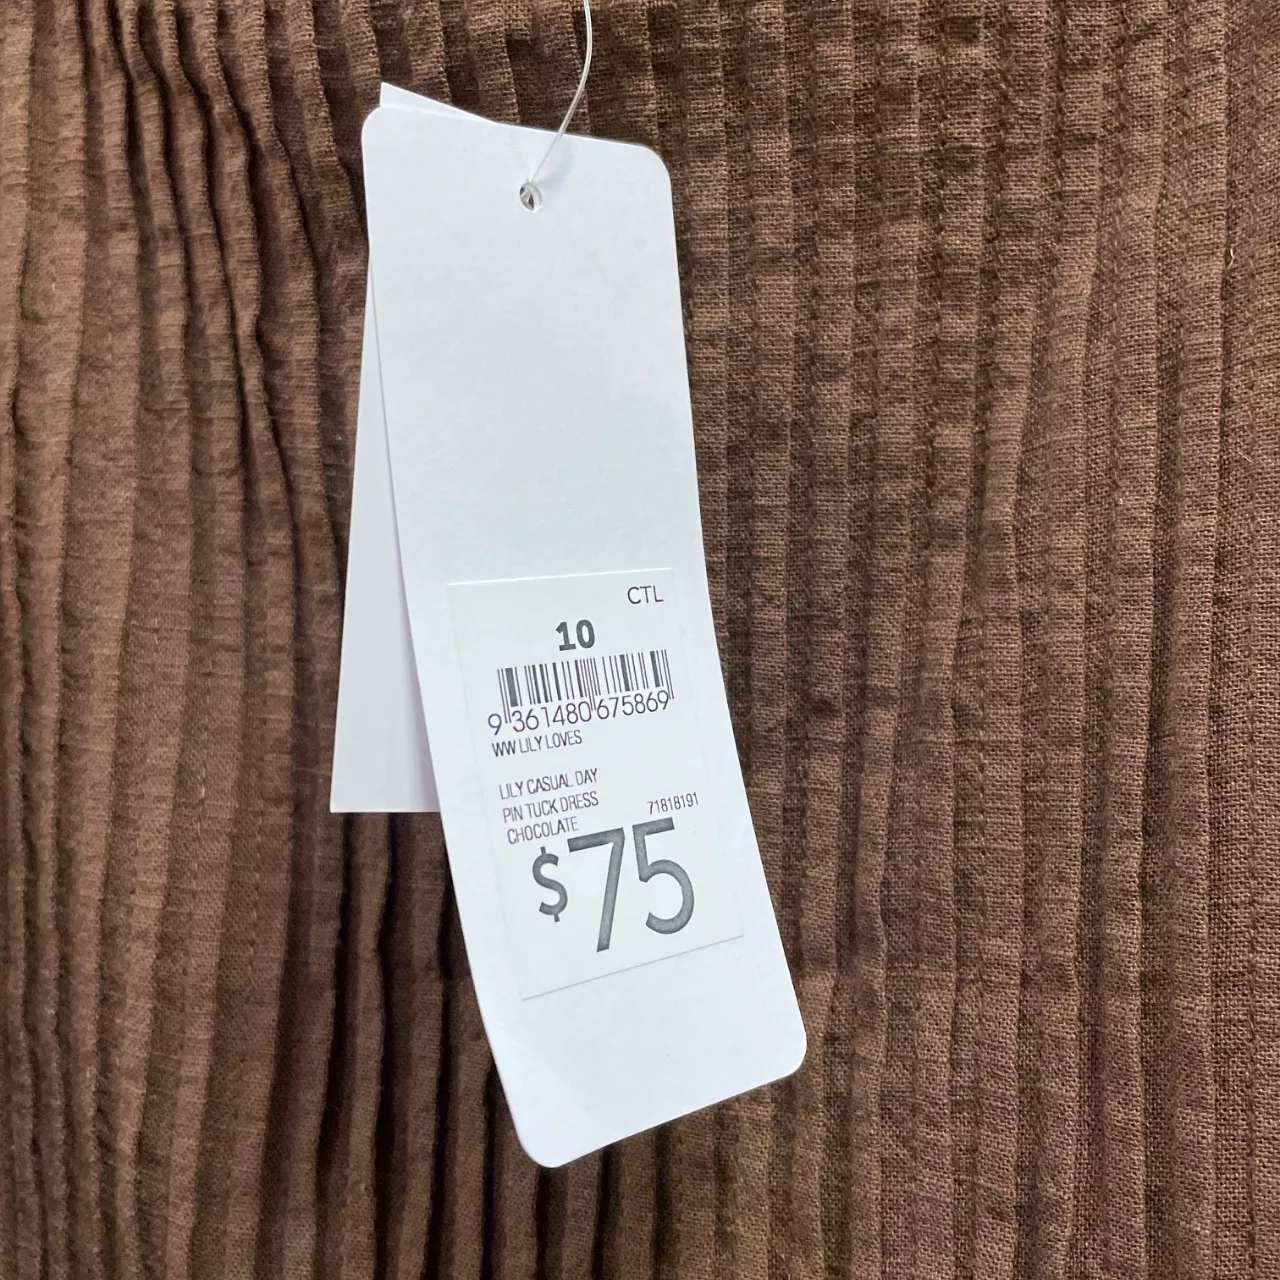 CTL
10
9 361480 675869
WW LILY LOVES
LILY CASUAL DAY
PIN TUCK DRESS
CHOCOLATE
71818191
$75